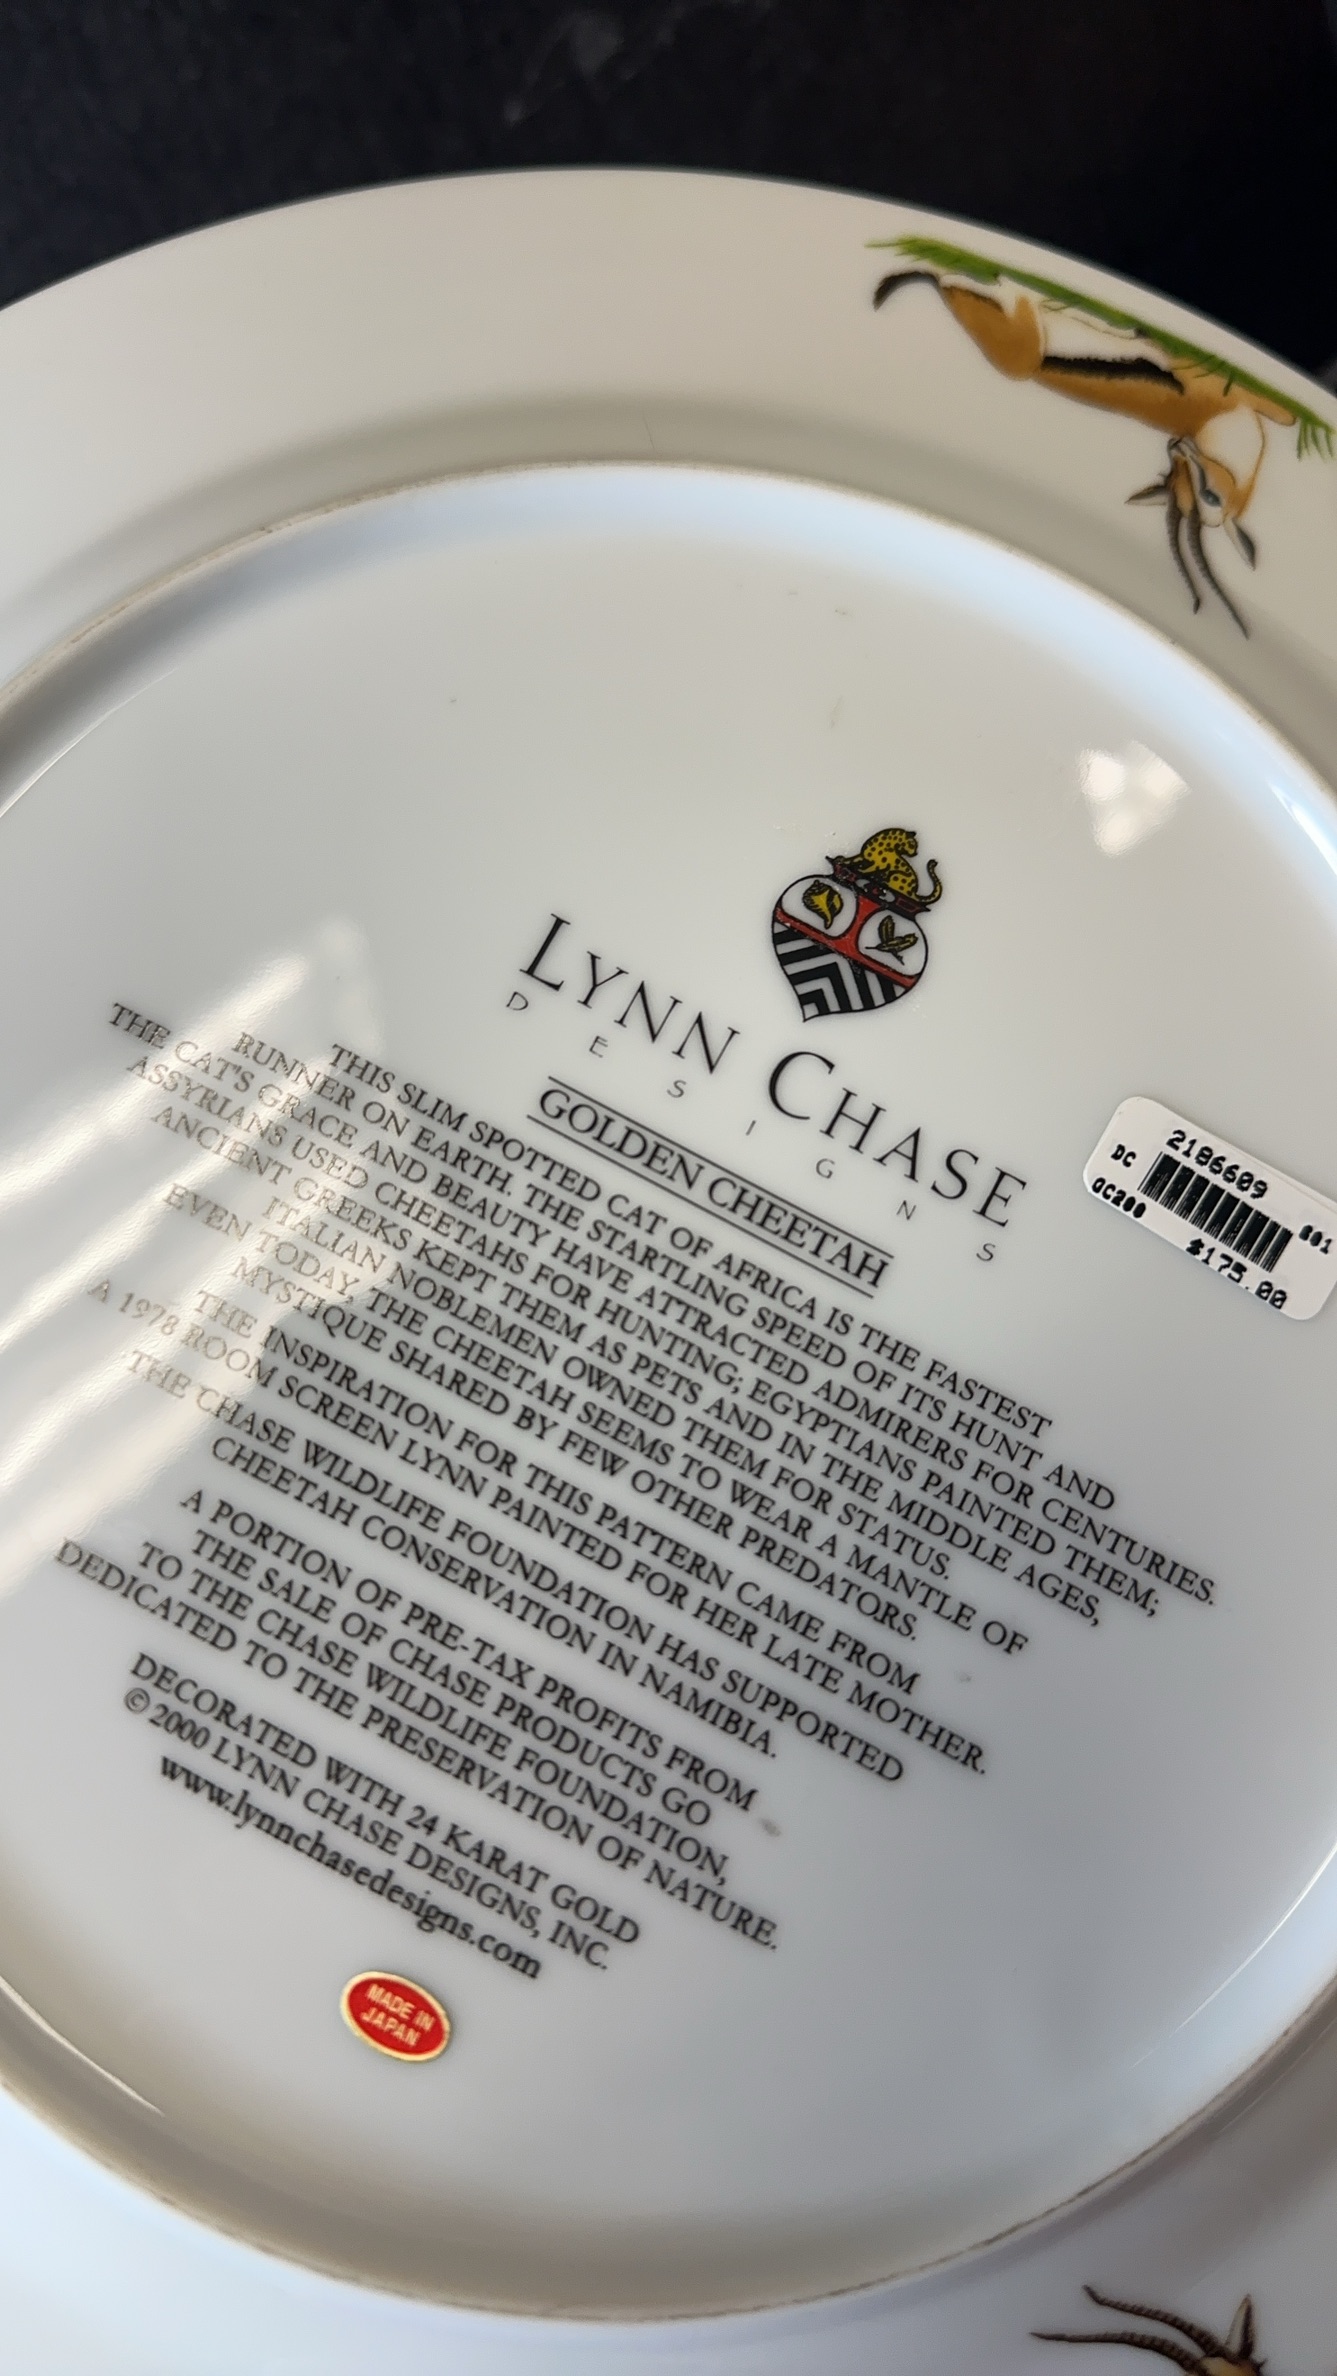 LYNN CHASE
DESIGNS
GOLDEN CHEETAH
THIS SLIM SPOTTED CAT OF AFRICA IS THE FASTEST
RUNNER ON EARTH. THE STARTLING SPEED OF ITS HUNT AND
THE CAT'S GRACE AND BEAUTY HAVE ATTRACTED ADMIRERS FOR CENTURIES.
ASSYRIANS USED CHEETAHS FOR HUNTING; EGYPTIANS PAINTED THEM;
ANCIENT GREEKS KEPT THEM AS PETS AND IN THE MIDDLE AGES,
ITALIAN NOBLEMEN OWNED THEM FOR STATUS.
EVEN TODAY, THE CHEETAH SEEMS TO WEAR A MANTLE OF
MYSTIQUE SHARED BY FEW OTHER PREDATORS.
THE INSPIRATION FOR THIS PATTERN CAME FROM
A 1978 ROOM SCREEN LYNN PAINTED FOR HER LATE MOTHER.
THE CHASE WILDLIFE FOUNDATION HAS SUPPORTED
CHEETAH CONSERVATION IN NAMIBIA.
A PORTION OF PRE-TAX PROFITS FROM
THE SALE OF CHASE PRODUCTS GO
TO THE CHASE WILDLIFE FOUNDATION,
DEDICATED TO THE PRESERVATION OF NATURE.
DECORATED WITH 24 KARAT GOLD
© 2000 LYNN CHASE DESIGNS, INC.
www.lynnchasedesigns.com
MADE IN
JAPAN
2186609
DC 801
GC200
$175.00